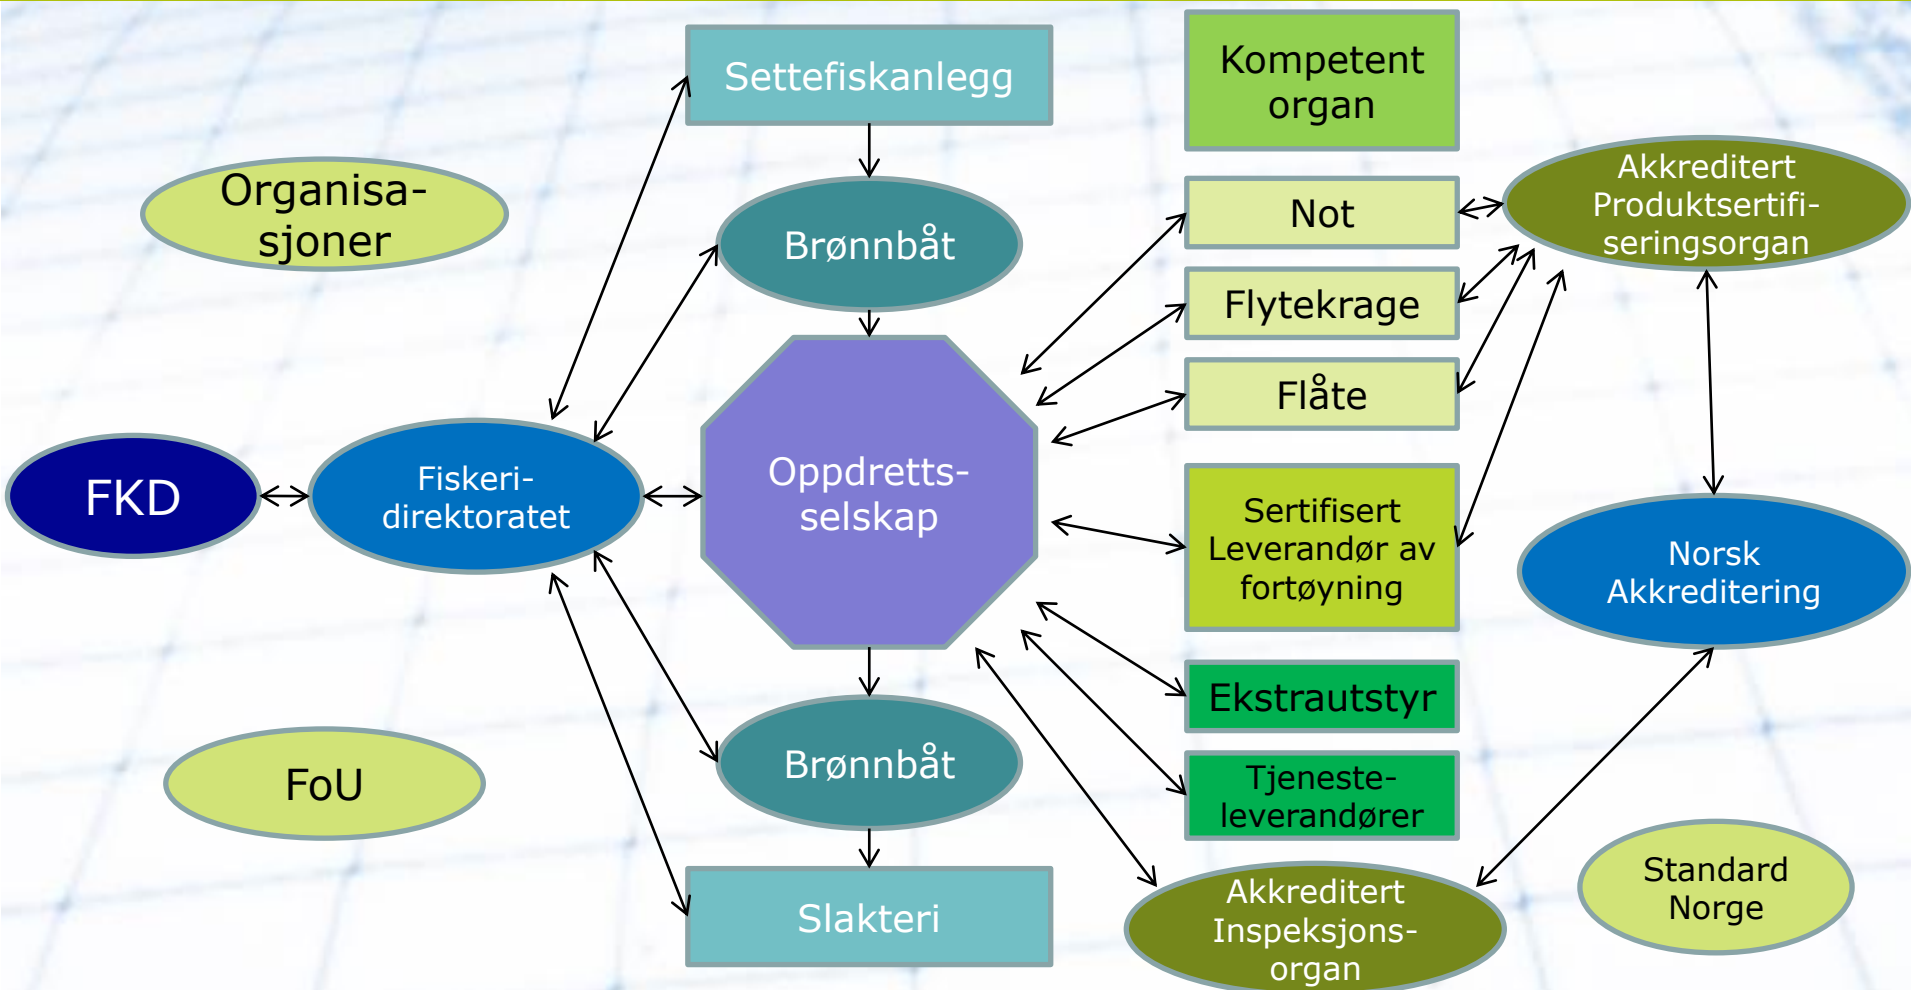 Settefiskanlegg
Kompetent
organ
Organisa-
sjoner
Brønnbåt
Not
Akkreditert
Produktsertifi-
seringsorgan
Flytekrage
Flåte
FKD
Fiskeri-
direktoratet
Oppdretts-
selskap
Sertifisert
Leverandør av
fortøyning
Norsk
Akkreditering
Ekstrautstyr
FoU
Brønnbåt
Tjeneste-
leverandører
Slakteri
Akkreditert
Inspeksjons-
organ
Standard
Norge